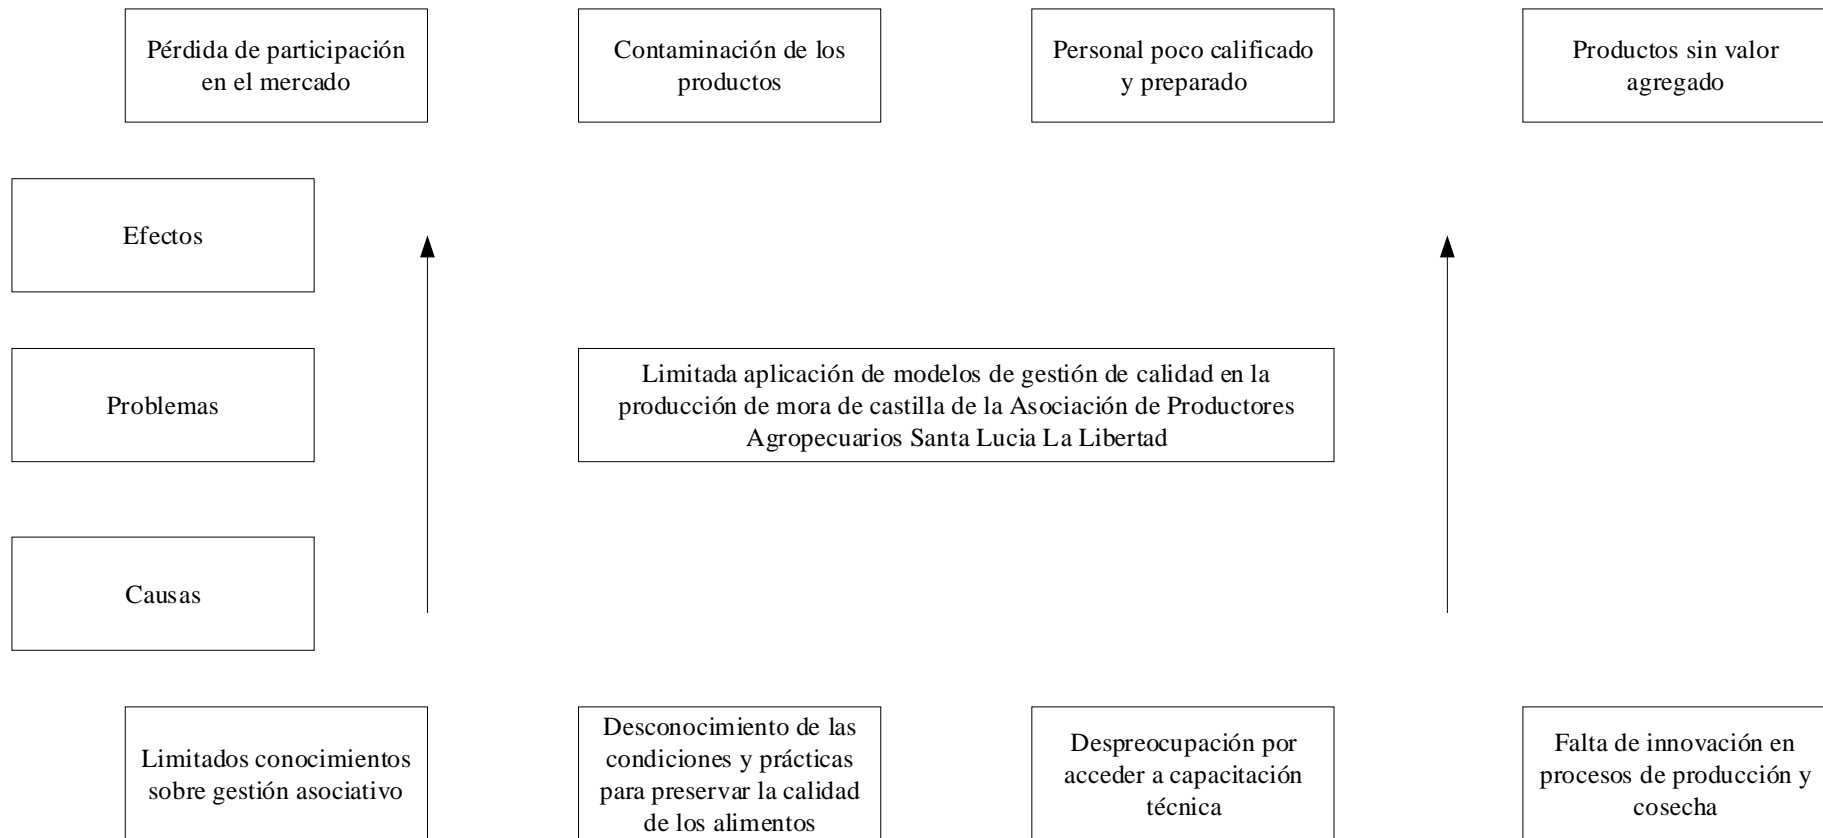 Pérdida de participación
en el mercado
Contaminación de los
productos
Personal poco calificado
y preparado
Productos sin valor
agregado
Efectos
Problemas
Limitada aplicación de modelos de gestión de calidad en la
producción de mora de castilla de la Asociación de Productores
Agropecuarios Santa Lucia La Libertad
Causas
Limitados conocimientos
sobre gestión asociativo
Desconocimiento de las
condiciones y prácticas
para preservar la calidad
de los alimentos
Despreocupación por
acceder a capacitación
técnica
Falta de innovación en
procesos de producción y
cosecha